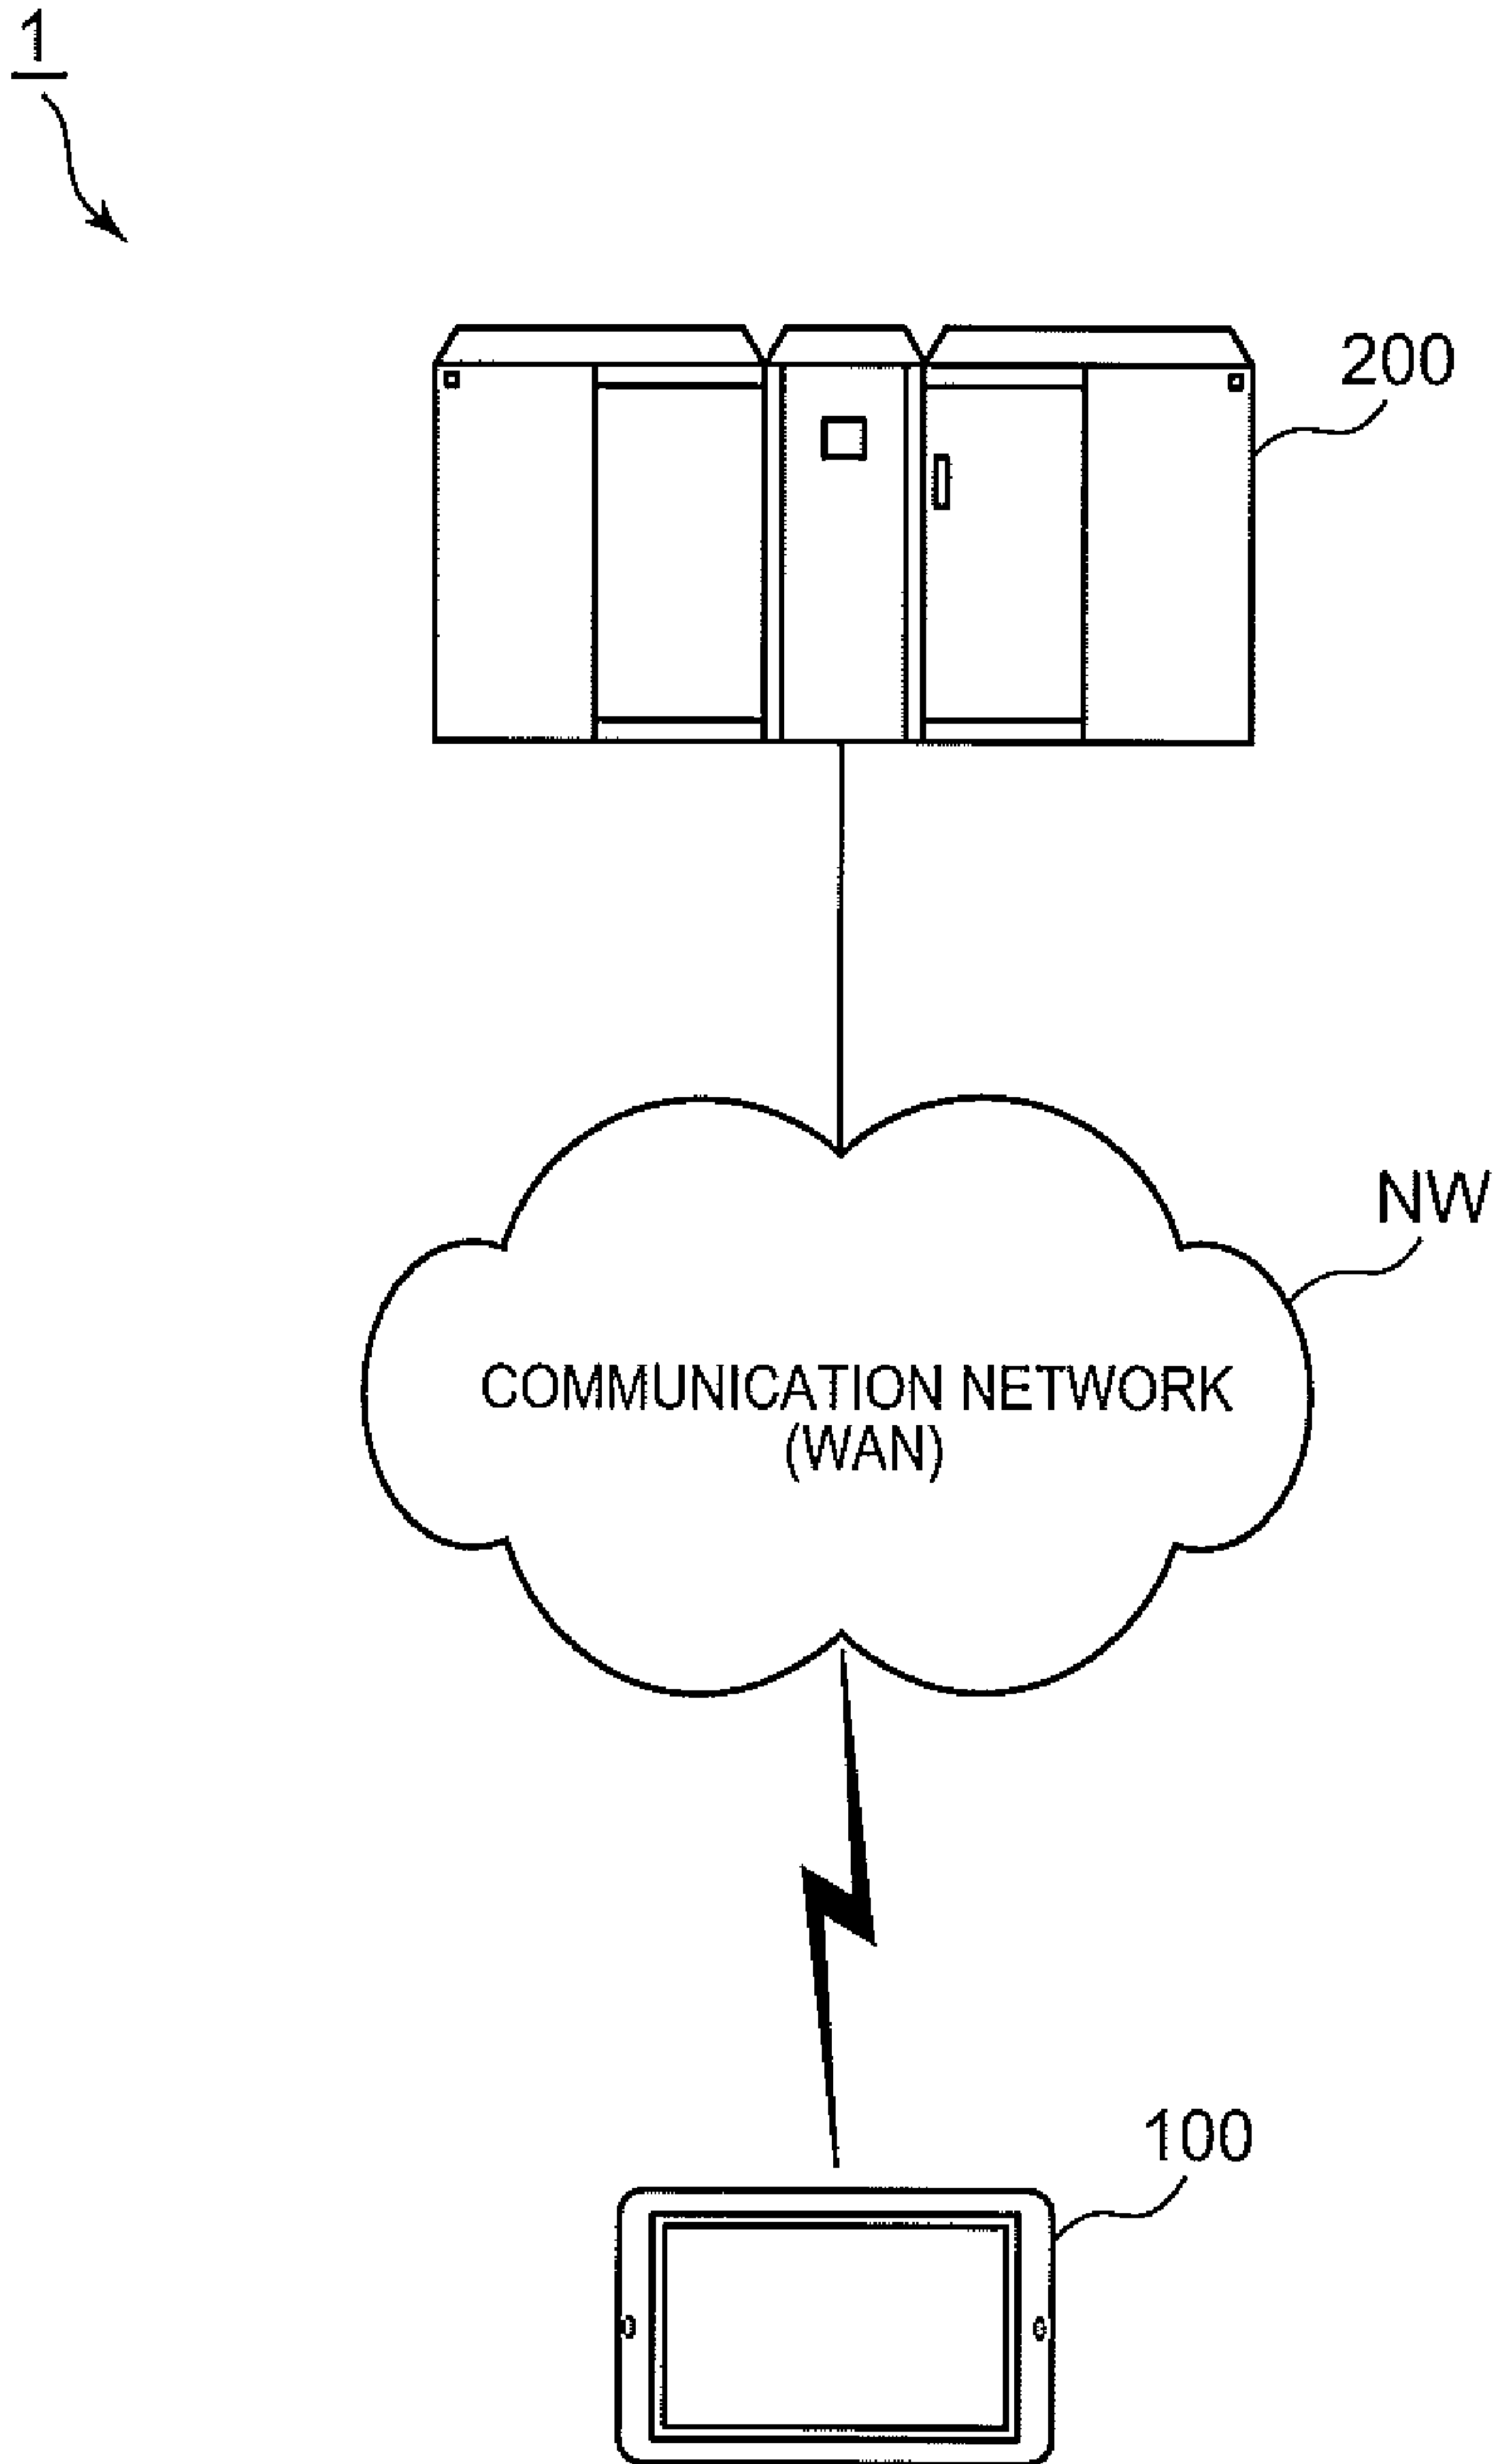 1
200
NW
COMMUNICATION NETWORK
(WAN)
100